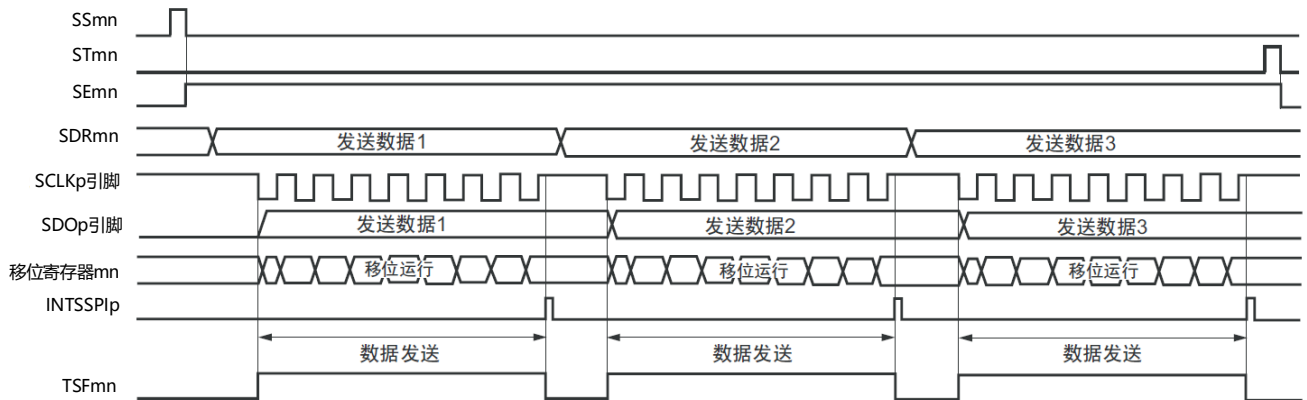 SSmn
STmn
SEmn
SDRmn 发送数据1 发送数据2 发送数据3
SCLKp引脚
SDOp引脚 发送数据1 发送数据2 发送数据3
移位寄存器mn 移位运行 移位运行 移位运行
INTSSPIp
数据发送 数据发送 数据发送
TSFmn